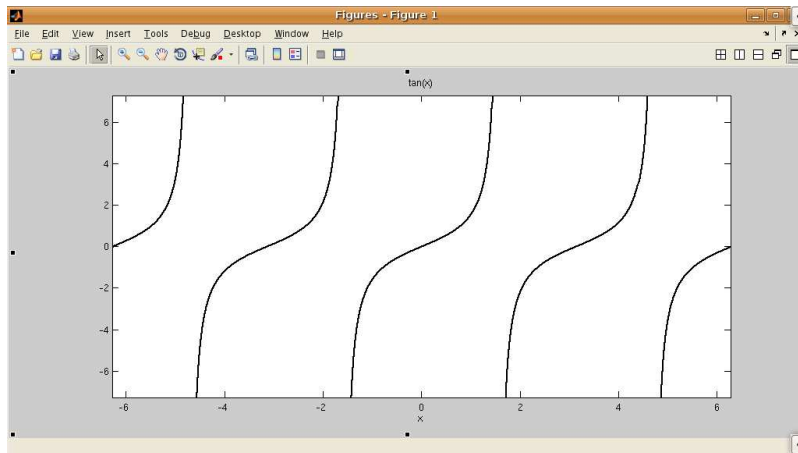 Figures - Figure 1
File Edit View Insert Tools Debug Desktop Window Help
tan(x)
6
4
2
0
-2
-4
-6
-6 -4 -2 0 2 4 6
x